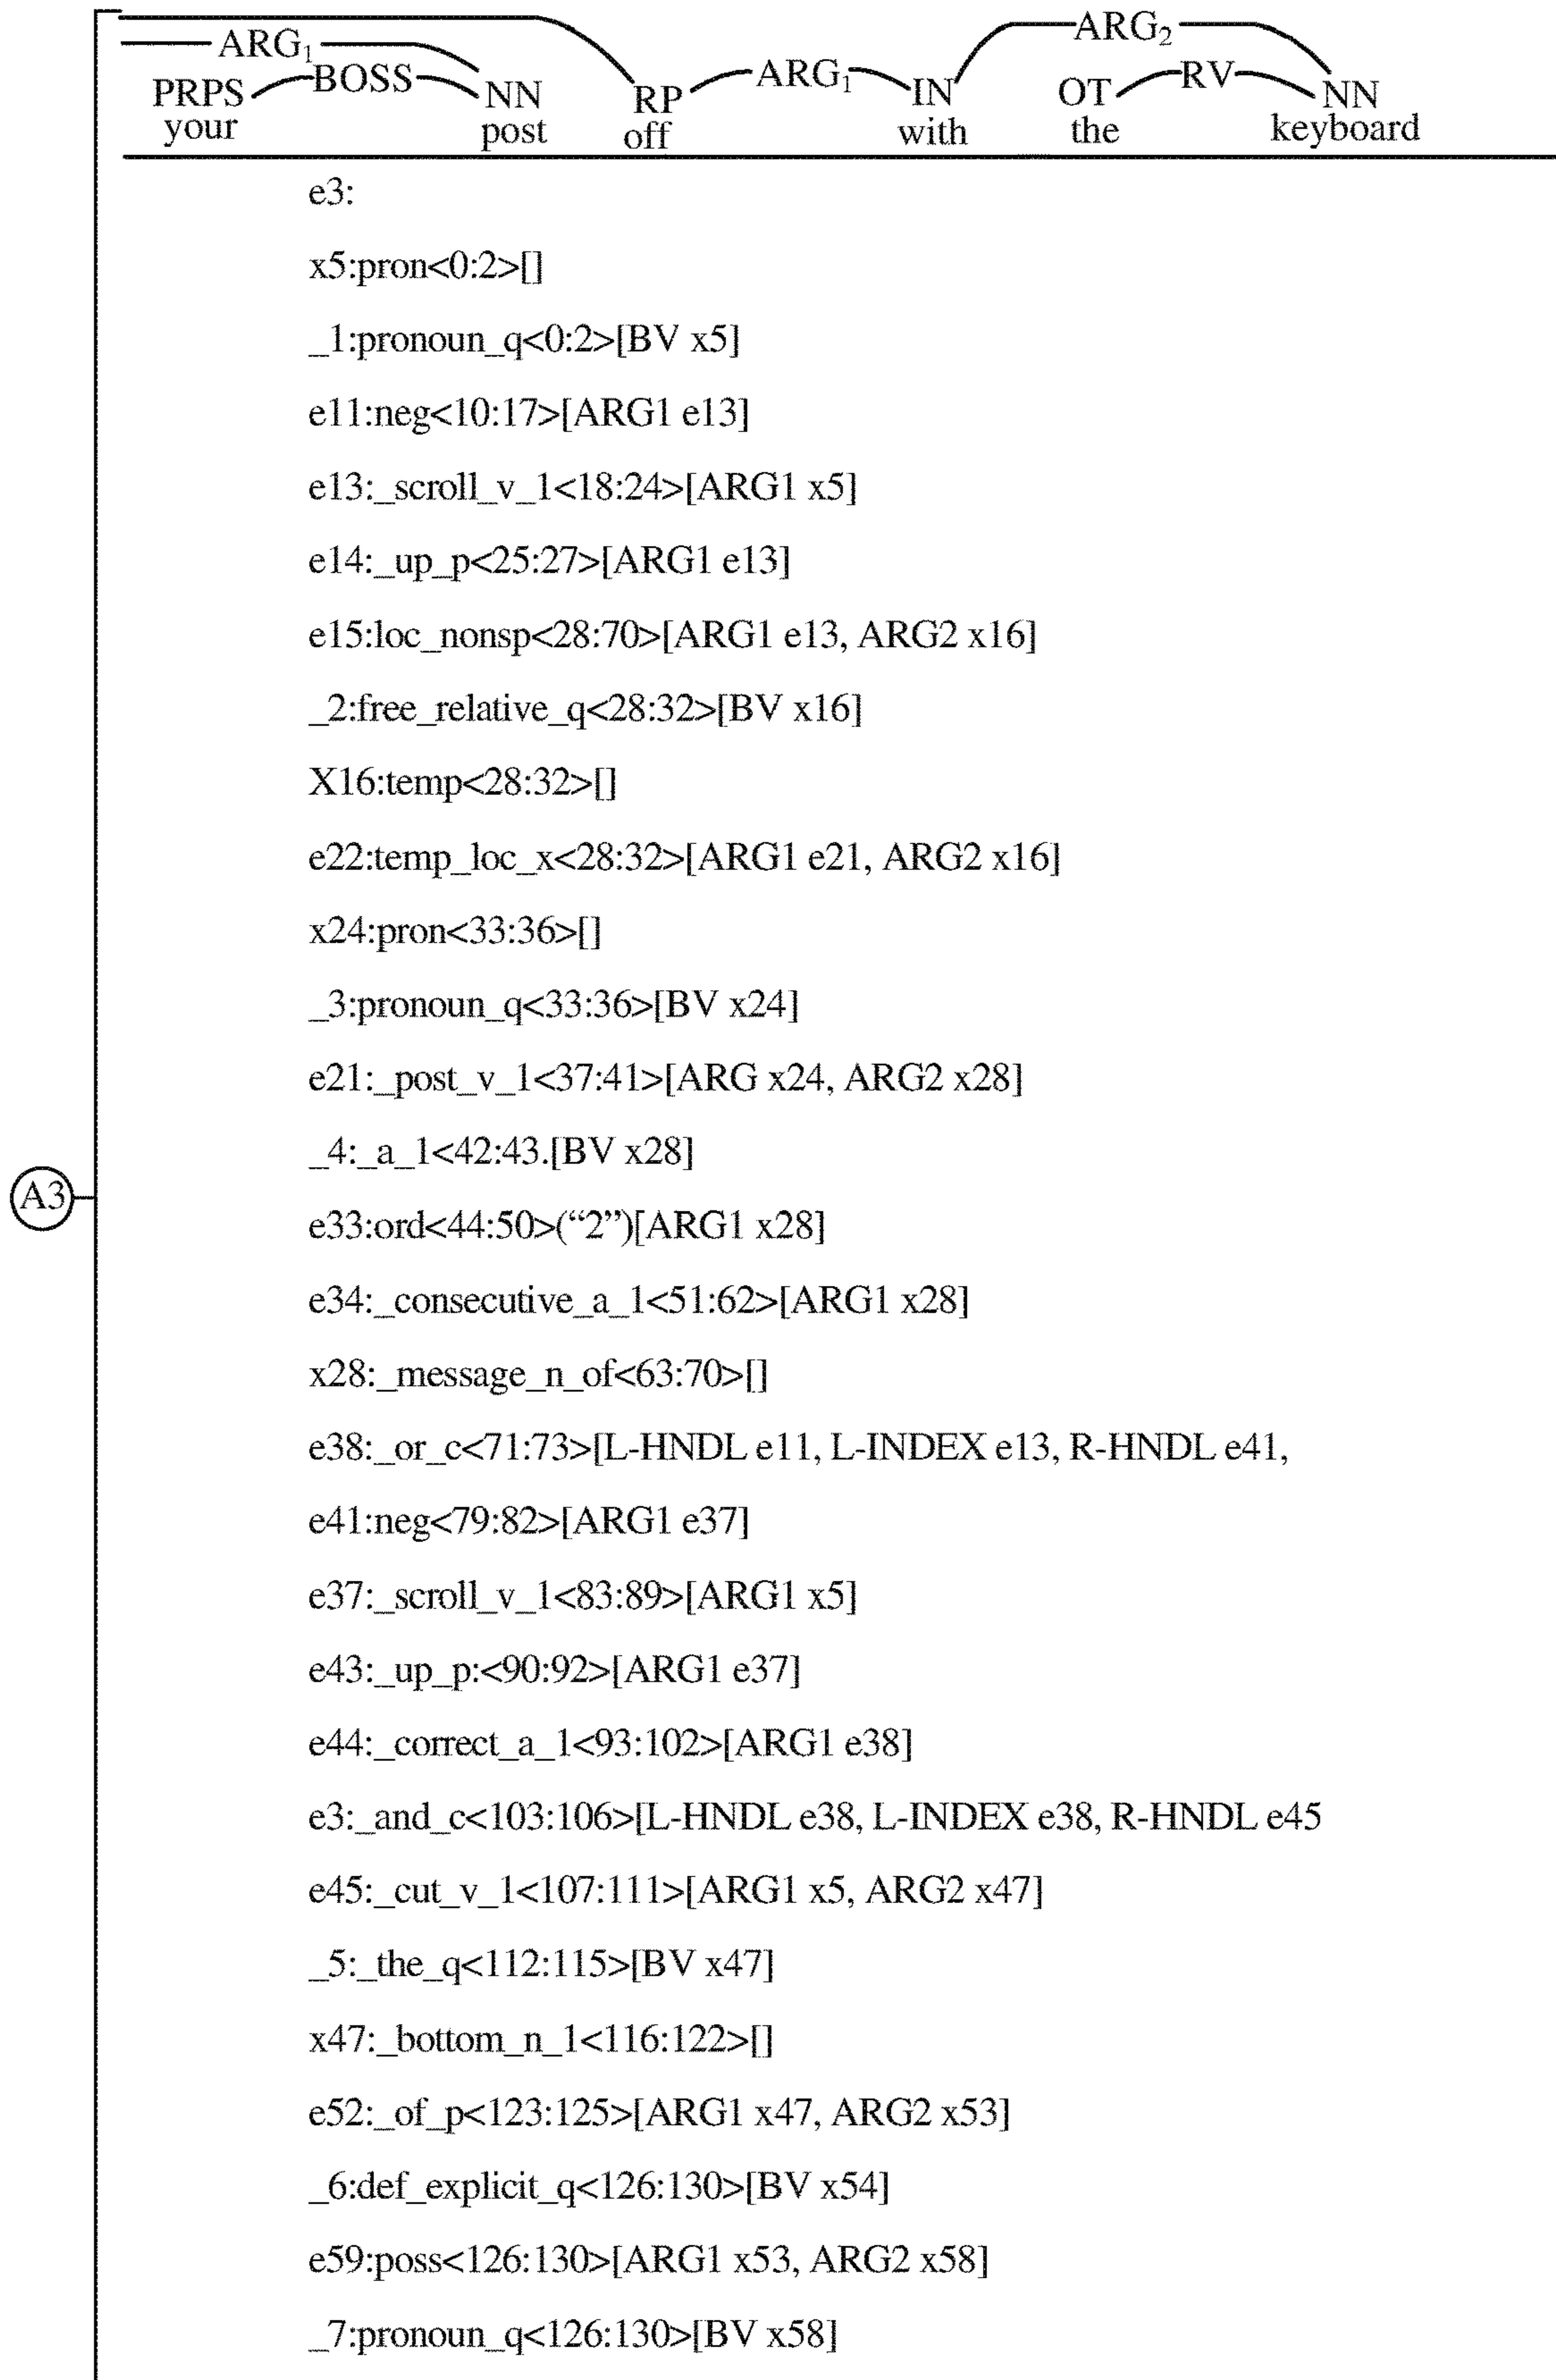 ARG₁ ARG₂
PRPS BOSS NN RP ARG₁ IN OT RV NN
your post off with the keyboard
e3:
x5:pron<0:2>[]
_1:pronoun_q<0:2>[BV x5]
e11:neg<10:17>[ARG1 e13]
e13:_scroll_v_1<18:24>[ARG1 x5]
e14:_up_p<25:27>[ARG1 e13]
e15:loc_nonsp<28:70>[ARG1 e13, ARG2 x16]
_2:free_relative_q<28:32>[BV x16]
X16:temp<28:32>[]
e22:temp_loc_x<28:32>[ARG1 e21, ARG2 x16]
x24:pron<33:36>[]
_3:pronoun_q<33:36>[BV x24]
e21:_post_v_1<37:41>[ARG x24, ARG2 x28]
_4:_a_1<42:43.[BV x28]
A3
e33:ord<44:50>(“2”)[ARG1 x28]
e34:_consecutive_a_1<51:62>[ARG1 x28]
x28:_message_n_of<63:70>[]
e38:_or_c<71:73>[L-HNDL e11, L-INDEX e13, R-HNDL e41,
e41:neg<79:82>[ARG1 e37]
e37:_scroll_v_1<83:89>[ARG1 x5]
e43:_up_p:<90:92>[ARG1 e37]
e44:_correct_a_1<93:102>[ARG1 e38]
e3:_and_c<103:106>[L-HNDL e38, L-INDEX e38, R-HNDL e45
e45:_cut_v_1<107:111>[ARG1 x5, ARG2 x47]
_5:_the_q<112:115>[BV x47]
x47:_bottom_n_1<116:122>[]
e52:_of_p<123:125>[ARG1 x47, ARG2 x53]
_6:def_explicit_q<126:130>[BV x54]
e59:poss<126:130>[ARG1 x53, ARG2 x58]
_7:pronoun_q<126:130>[BV x58]